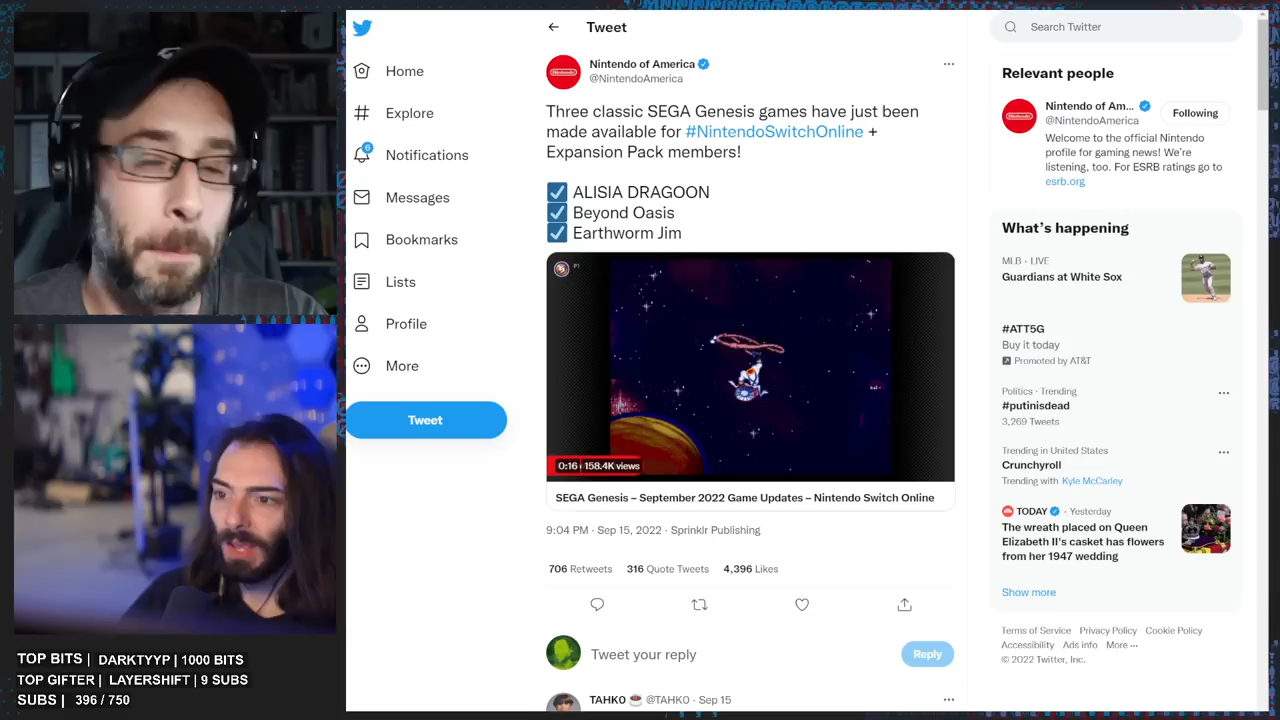 Tweet
Search Twitter
Nintendo of America
@NintendoAmerica
Three classic SEGA Genesis games have just been
made available for #NintendoSwitchOnline +
Expansion Pack members!
ALISIA DRAGOON
Beyond Oasis
Earthworm Jim
P1
0:16 158.4K views
SEGA Genesis – September 2022 Game Updates – Nintendo Switch Online
9:04 PM · Sep 15, 2022 · Sprinklr Publishing
706 Retweets 316 Quote Tweets 4,396 Likes
Tweet your reply
Reply
TAHK0 @TAHK0 · Sep 15
Home
Explore
6
Notifications
Messages
Bookmarks
Lists
Profile
More
Tweet
Relevant people
Nintendo of Am...
@NintendoAmerica
Following
Welcome to the official Nintendo
profile for gaming news! We're
listening, too. For ESRB ratings go to
esrb.org
What's happening
MLB · LIVE
Guardians at White Sox
#ATT5G
Buy it today
Promoted by AT&T
Politics · Trending
#putinisdead
3,269 Tweets
Trending in United States
Crunchyroll
Trending with Kyle McCarley
TODAY · Yesterday
The wreath placed on Queen
Elizabeth II's casket has flowers
from her 1947 wedding
Show more
Terms of Service Privacy Policy Cookie Policy
Accessibility Ads info More ...
© 2022 Twitter, Inc.
TOP BITS | DARKTYYP | 1000 BITS
TOP GIFTER | LAYERSHIFT | 9 SUBS
SUBS | 396 / 750